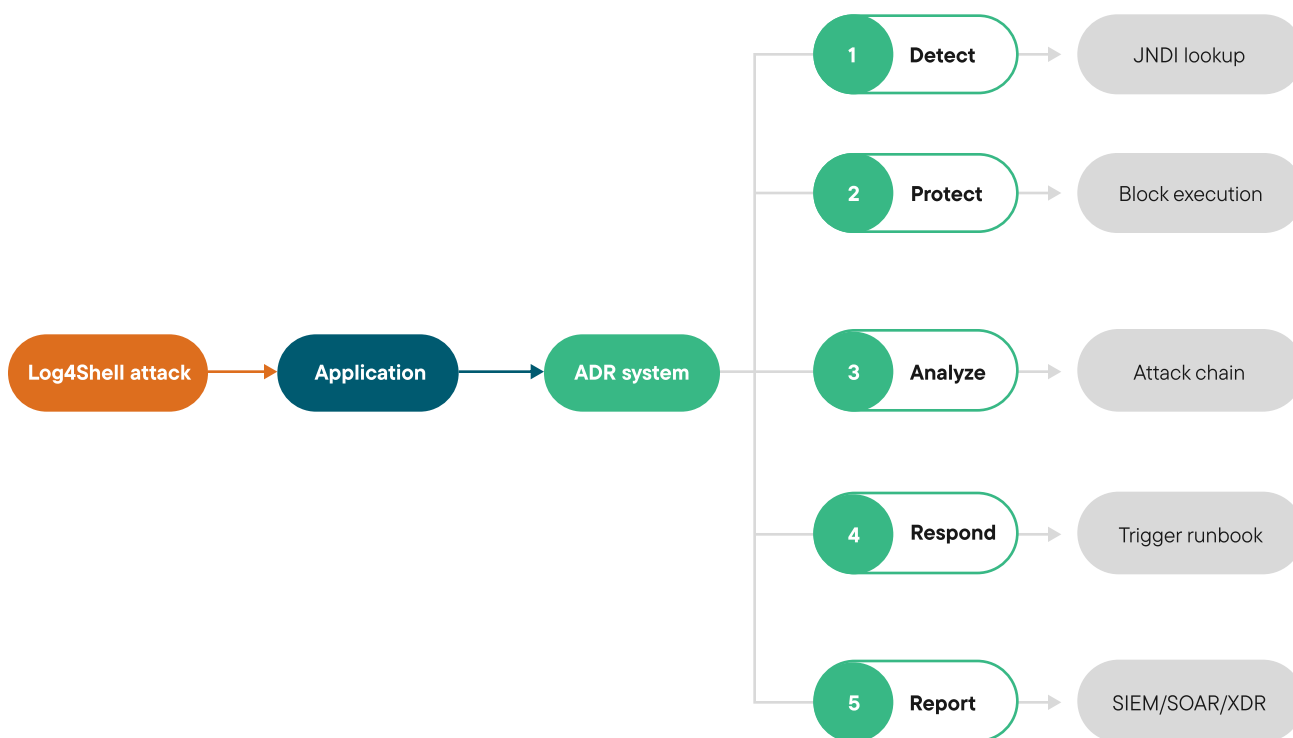 Log4Shell attack
Application
ADR system
1 Detect
JNDI lookup
2 Protect
Block execution
3 Analyze
Attack chain
4 Respond
Trigger runbook
5 Report
SIEM/SOAR/XDR